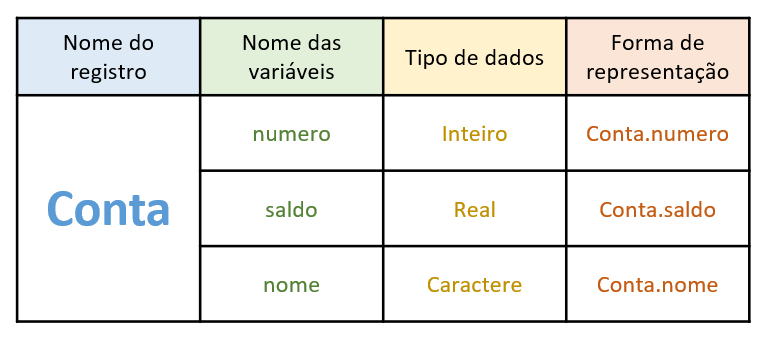 Nome do
registro
Nome das
variáveis
Tipo de dados
Forma de
representação
Conta
numero
Inteiro
Conta.numero
saldo
Real
Conta.saldo
nome
Caractere
Conta.nome